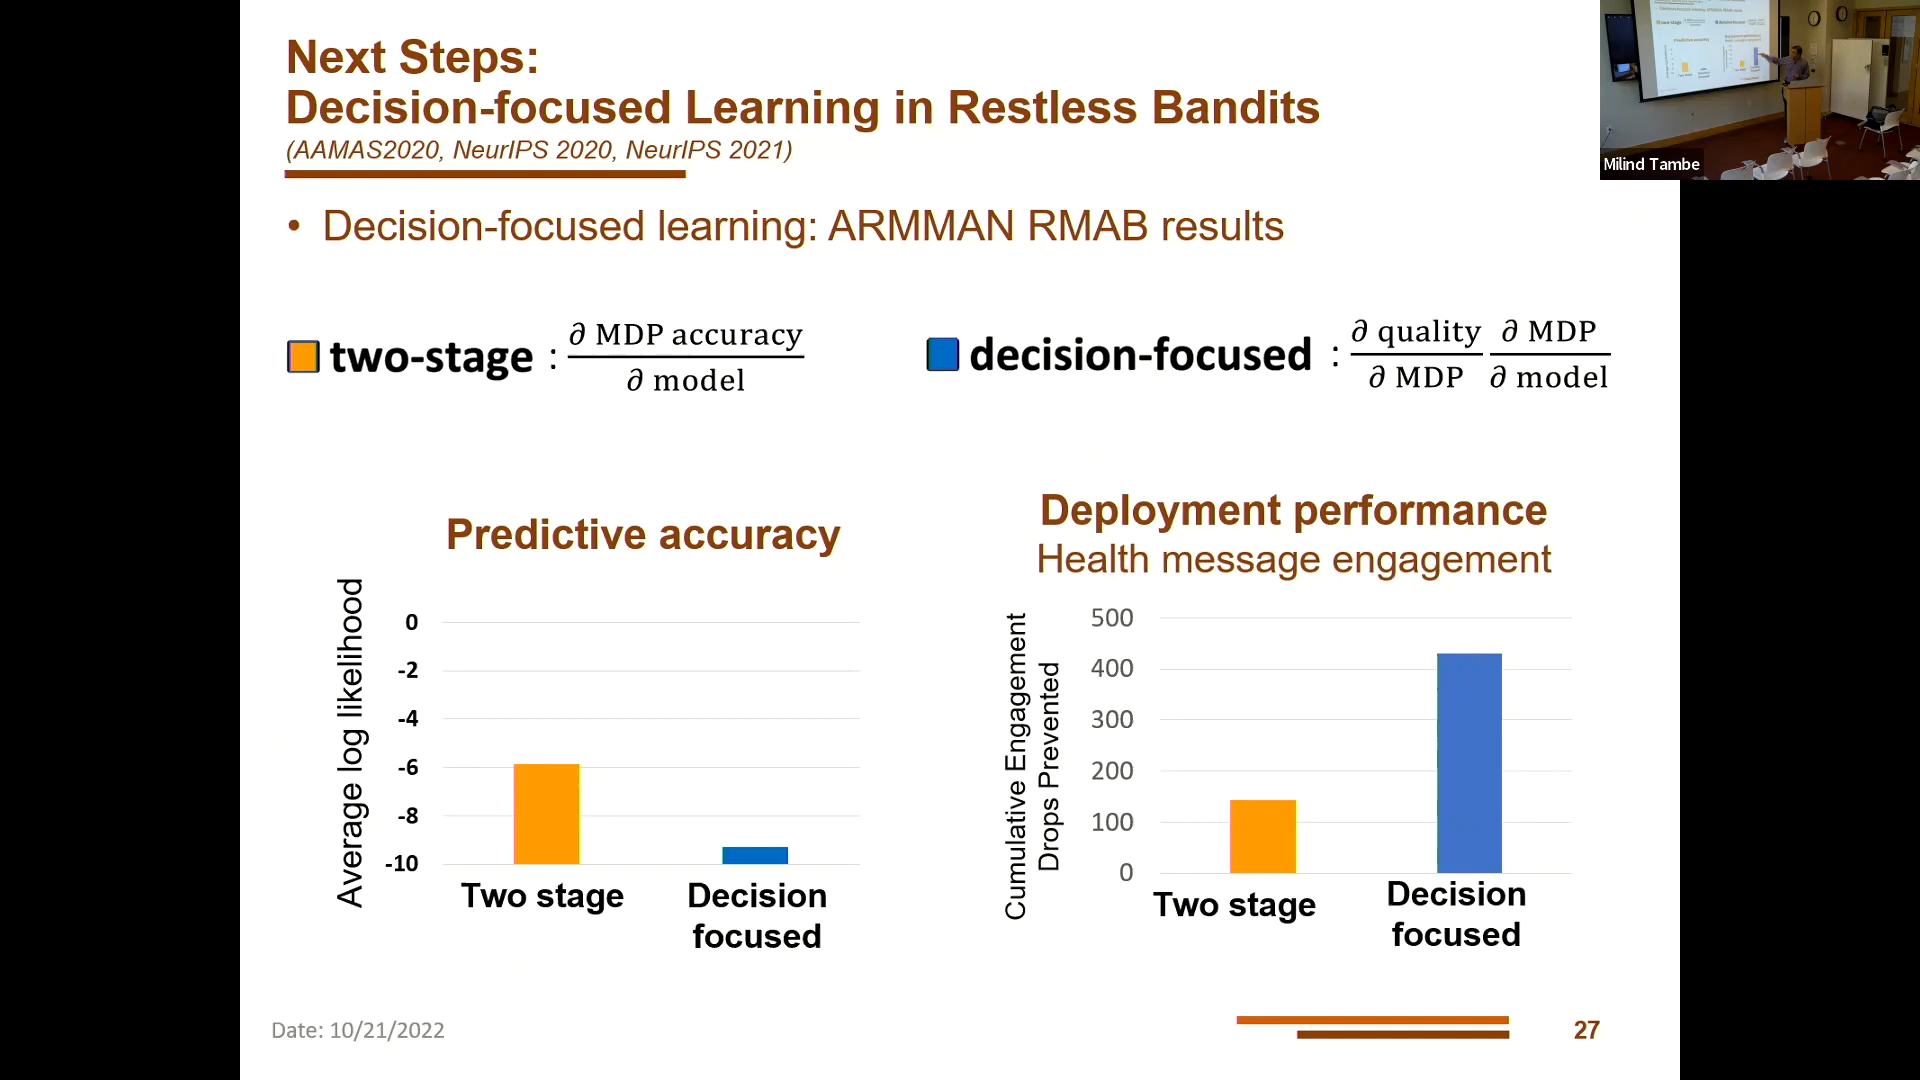 Next Steps:
Decision-focused Learning in Restless Bandits
(AAMAS2020, NeurIPS 2020, NeurIPS 2021)
Milind Tambe
• Decision-focused learning: ARMMAN RMAB results
two-stage : ∂ MDP accuracy / ∂ model
decision-focused : ∂ quality / ∂ MDP ∂ MDP / ∂ model
Predictive accuracy
Average log likelihood
0
-2
-4
-6
-8
-10
Two stage
Decision
focused
Deployment performance
Health message engagement
Cumulative Engagement
Drops Prevented
500
400
300
200
100
0
Two stage
Decision
focused
Date: 10/21/2022
27